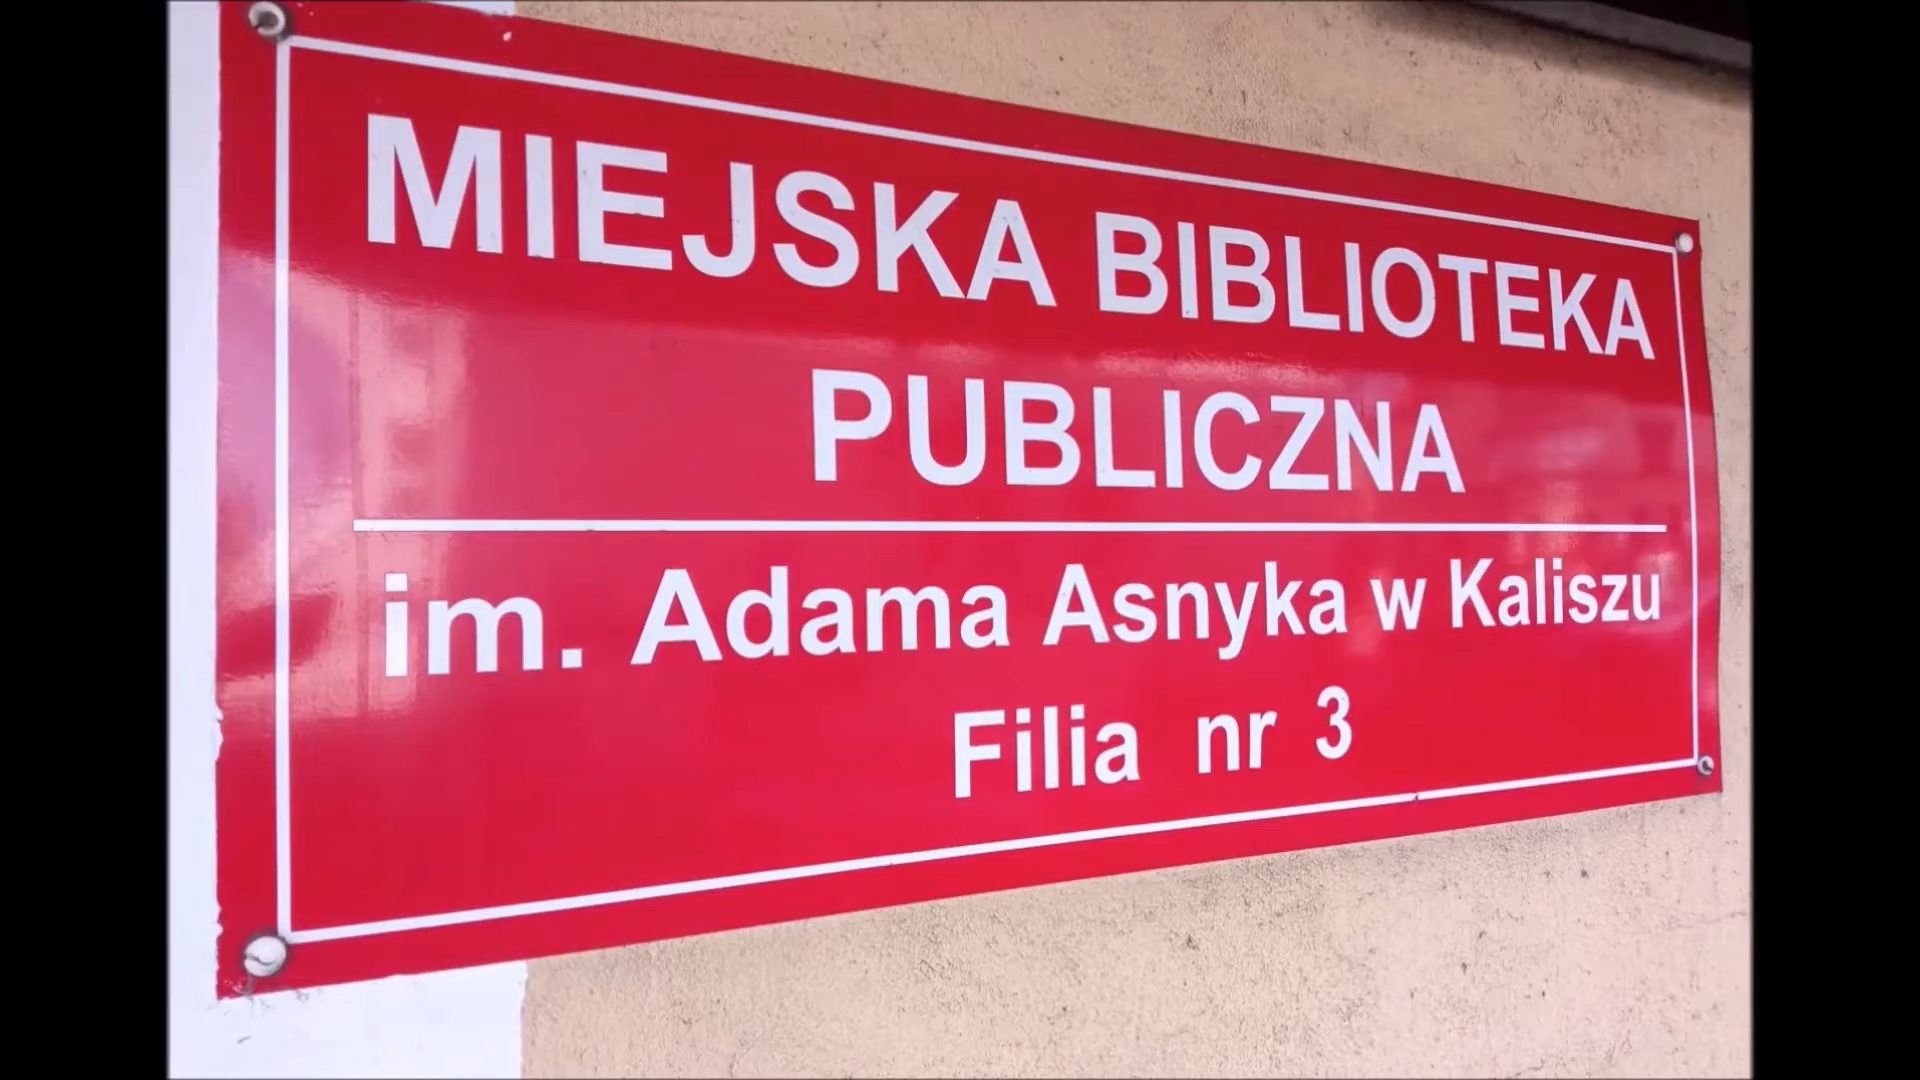 MIEJSKA BIBLIOTEKA
PUBLICZNA
im. Adama Asnyka w Kaliszu
Filia nr 3